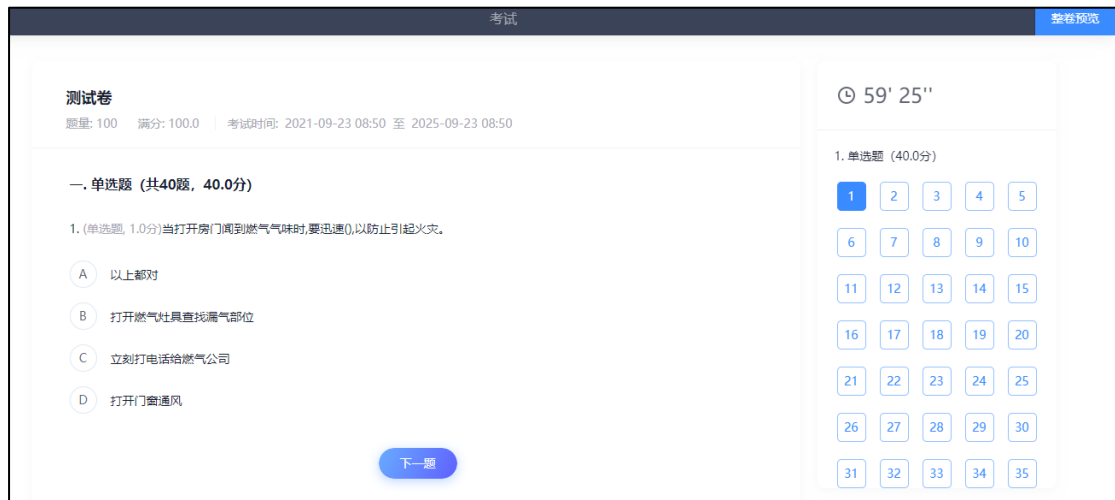 考试
整卷预览
测试卷
题量: 100 满分: 100.0 考试时间: 2021-09-23 08:50 至 2025-09-23 08:50
一. 单选题（共40题，40.0分）
1. (单选题, 1.0分)当打开房门闻到燃气气味时,要迅速(),以防止引起火灾。
A 以上都对
B 打开燃气灶具查找漏气部位
C 立刻打电话给燃气公司
D 打开门窗通风
下一题
59' 25''
1. 单选题（40.0分）
1 2 3 4 5
6 7 8 9 10
11 12 13 14 15
16 17 18 19 20
21 22 23 24 25
26 27 28 29 30
31 32 33 34 35